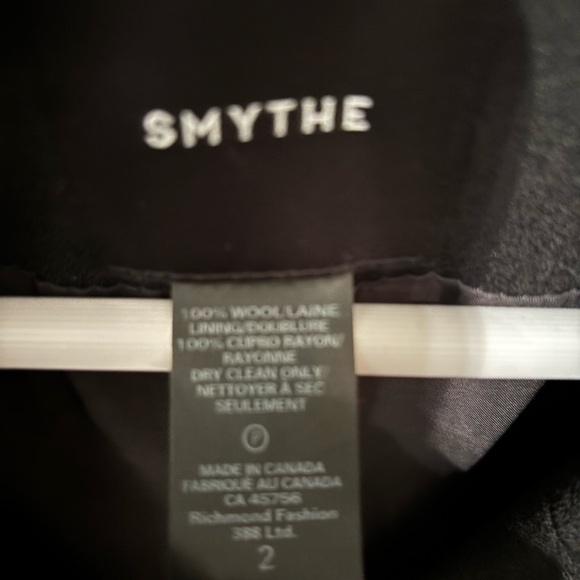 SMYTHE
100% WOOL/LAINE
LINING/DOUBLURE
100% CUPRO RAYON/
RAYONNE
DRY CLEAN ONLY/
NETTOYER À SEC
SEULEMENT
P
MADE IN CANADA
FABRIQUÉ AU CANADA
CA 45756
Richmond Fashion
388 Ltd.
2